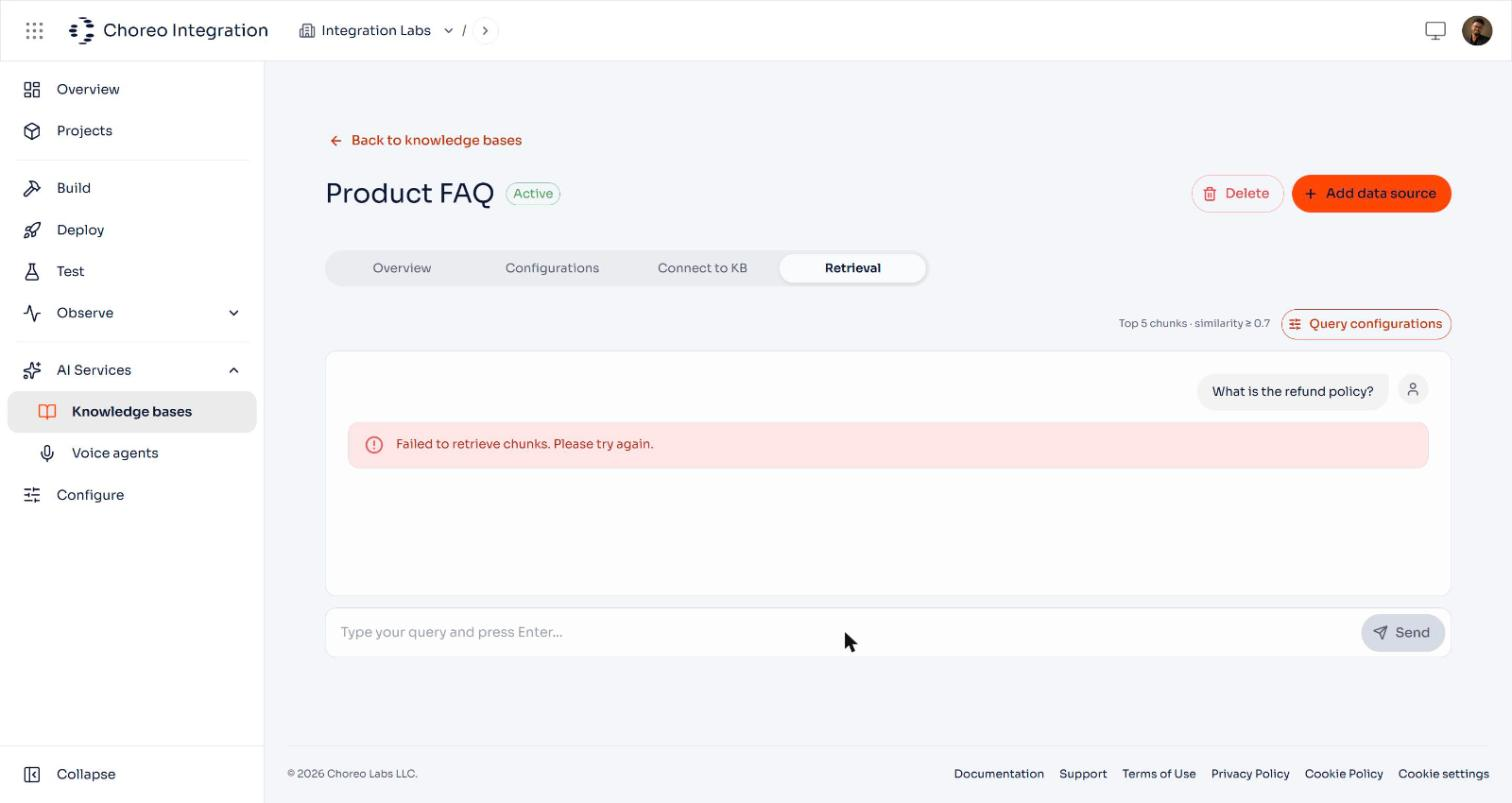 Choreo Integration
Integration Labs
/
Overview
Projects
Build
Deploy
Test
Observe
AI Services
Knowledge bases
Voice agents
Configure
Collapse
Back to knowledge bases
Product FAQ
Active
Delete
+ Add data source
Overview
Configurations
Connect to KB
Retrieval
Top 5 chunks · similarity ≥ 0.7
Query configurations
What is the refund policy?
Failed to retrieve chunks. Please try again.
Type your query and press Enter...
Send
© 2026 Choreo Labs LLC.
Documentation
Support
Terms of Use
Privacy Policy
Cookie Policy
Cookie settings